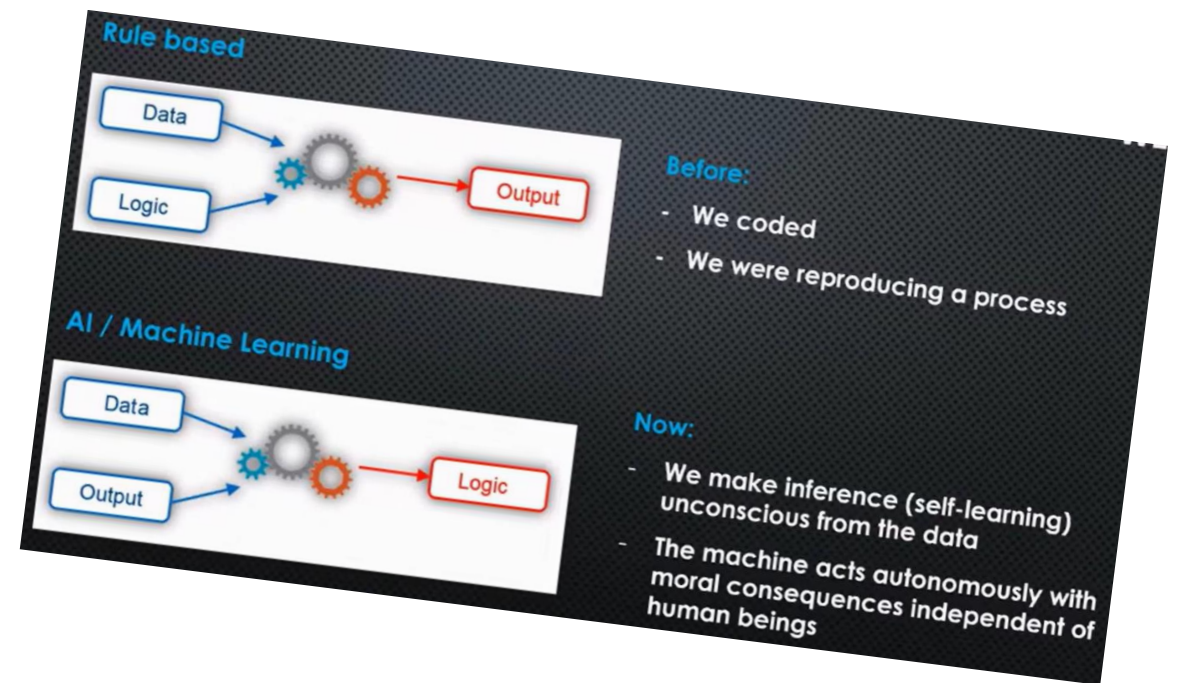 Rule based
Data
Logic
Output
Before:
- We coded
- We were reproducing a process
AI / Machine Learning
Data
Output
Logic
Now:
- We make inference (self-learning)
unconscious from the data
- The machine acts autonomously with
moral consequences independent of
human beings